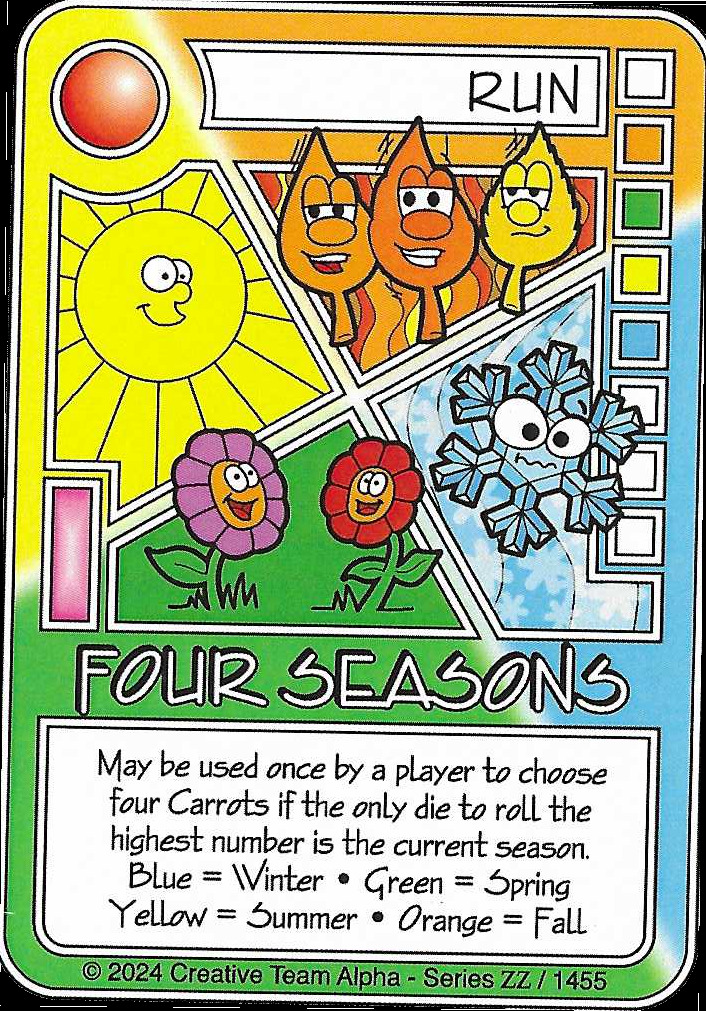 RUN
FOUR SEASONS
May be used once by a player to choose
four Carrots if the only die to roll the
highest number is the current season.
Blue = Winter • Green = Spring
Yellow = Summer • Orange = Fall
© 2024 Creative Team Alpha - Series ZZ / 1455